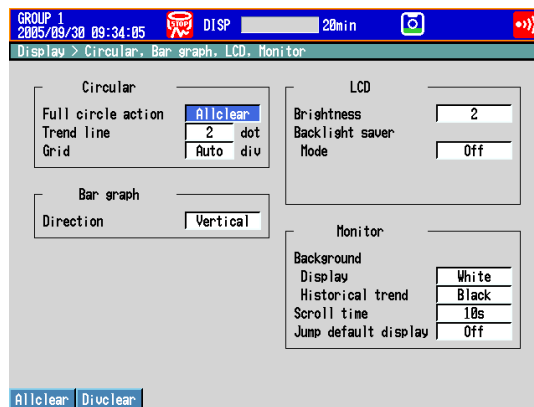 GROUP 1
2005/09/30 09:34:05
STOP
DISP
20min
Display > Circular, Bar graph, LCD, Monitor
Circular
Full circle action Allclear
Trend line 2 dot
Grid Auto div
Bar graph
Direction Vertical
LCD
Brightness 2
Backlight saver
Mode Off
Monitor
Background
Display White
Historical trend Black
Scroll time 10s
Jump default display Off
Allclear Divclear